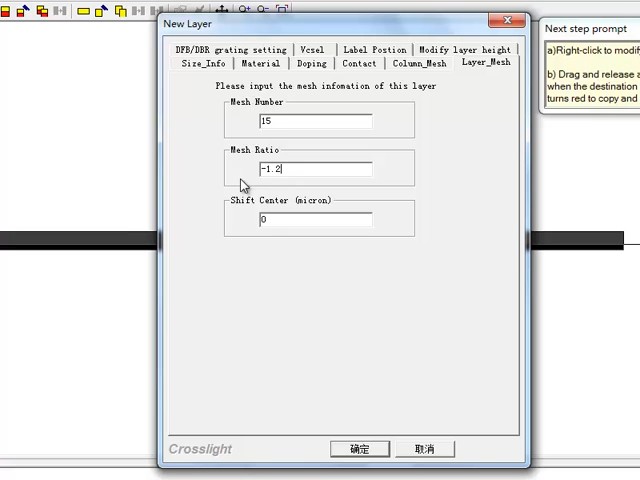 New Layer
DFB/DBR grating setting
Vcsel
Label Postion
Modify layer height
Size_Info
Material
Doping
Contact
Column_Mesh
Layer_Mesh
Please input the mesh infomation of this layer
Mesh Number
15
Mesh Ratio
-1.2
Shift Center (micron)
0
Crosslight
确定
取消
Next step prompt
a)Right-click to modif
b) Drag and release a
when the destination
turns red to copy and